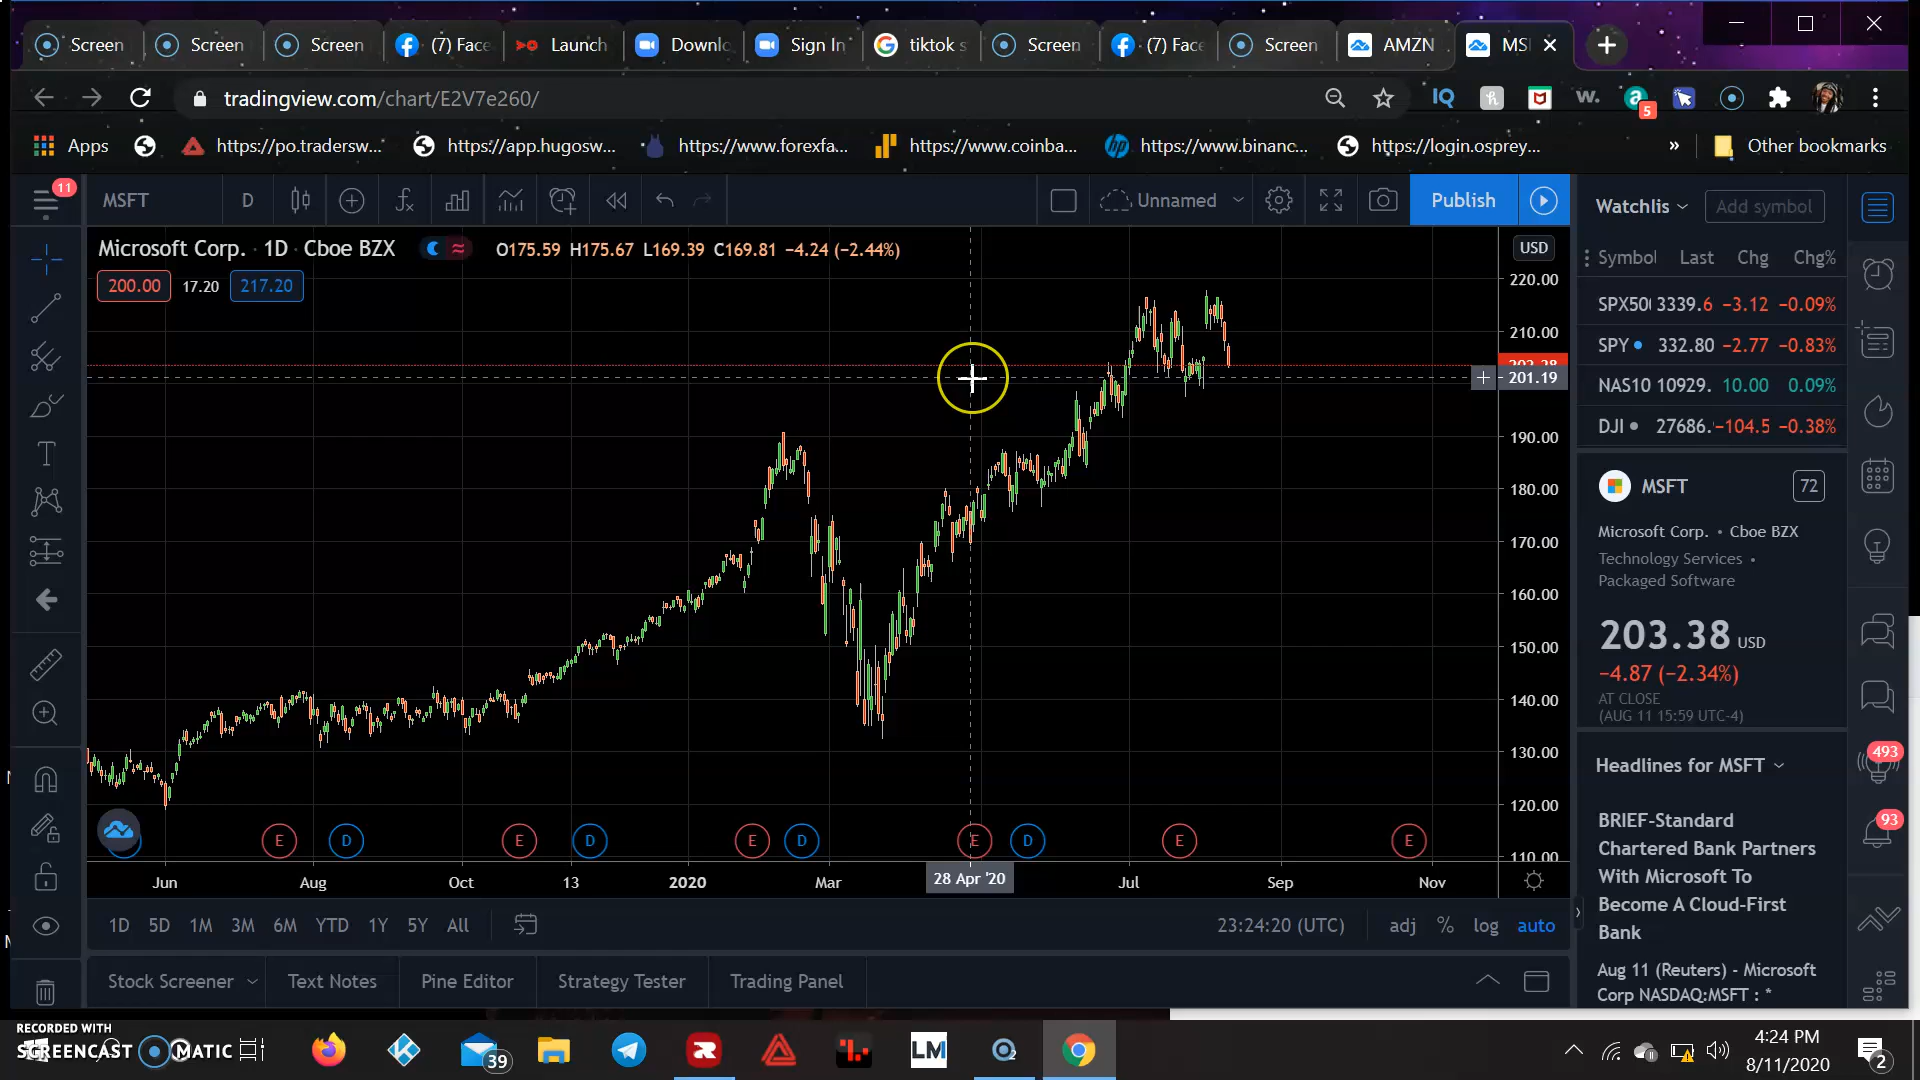 Screen Screen Screen (7) Face Launch Downlo Sign In tiktok s Screen (7) Face Screen AMZN MS
tradingview.com/chart/E2V7e260/
IQ h w. a 5
Apps https://po.tradersw... https://app.hugosw... https://www.forexfa... https://www.coinba... https://www.binanc... https://login.osprey... » Other bookmarks
11
MSFT D Unnamed Publish
Microsoft Corp. · 1D · Cboe BZX O175.59 H175.67 L169.39 C169.81 −4.24 (−2.44%)
200.00 17.20 217.20
USD
220.00
210.00
203.38
201.19
190.00
180.00
170.00
160.00
150.00
140.00
130.00
120.00
110.00
E D E D E D E D E E
Jun Aug Oct 13 2020 Mar 28 Apr '20 Jul Sep Nov
1D 5D 1M 3M 6M YTD 1Y 5Y All 23:24:20 (UTC) adj % log auto
Stock Screener Text Notes Pine Editor Strategy Tester Trading Panel
Watchlis Add symbol
Symbol Last Chg Chg%
SPX50 3339.6 −3.12 −0.09%
SPY 332.80 −2.77 −0.83%
NAS10 10929. 10.00 0.09%
DJI 27686. −104.5 −0.38%
MSFT 72
Microsoft Corp. • Cboe BZX
Technology Services •
Packaged Software
203.38 USD
−4.87 (−2.34%)
AT CLOSE
(AUG 11 15:59 UTC-4)
Headlines for MSFT
BRIEF-Standard
Chartered Bank Partners
With Microsoft To
Become A Cloud-First
Bank
Aug 11 (Reuters) - Microsoft
Corp NASDAQ:MSFT : *
493
93
RECORDED WITH
SCREENCAST MATIC
39
LM
4:24 PM
8/11/2020
2